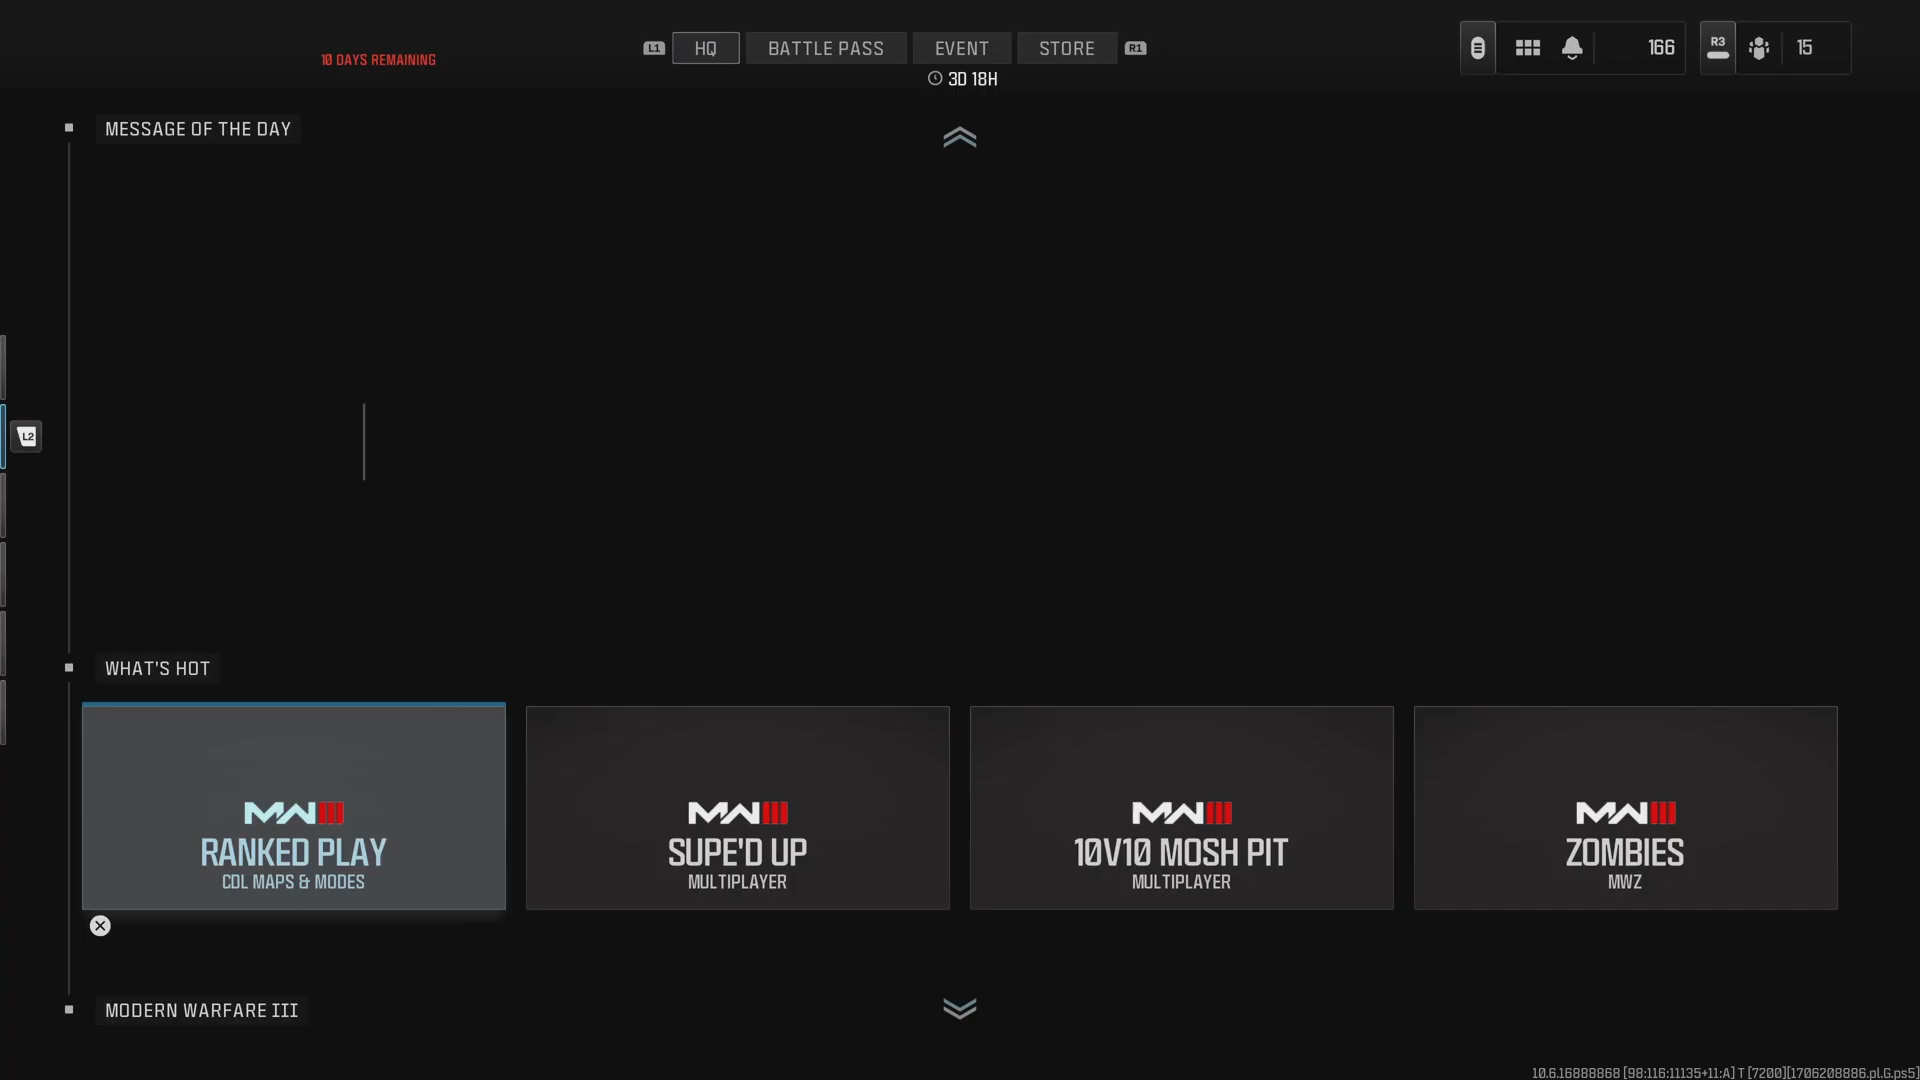 10 DAYS REMAINING
L1 HQ BATTLE PASS EVENT STORE R1
3D 18H
166
R3
15
MESSAGE OF THE DAY
L2
WHAT'S HOT
MWIII
RANKED PLAY
CDL MAPS & MODES
MWIII
SUPE'D UP
MULTIPLAYER
MWIII
10V10 MOSH PIT
MULTIPLAYER
MWIII
ZOMBIES
MWZ
MODERN WARFARE III
10.6.16888868 [98:116:11135+11:A] T [7200][1706208886.pl.G.ps5]